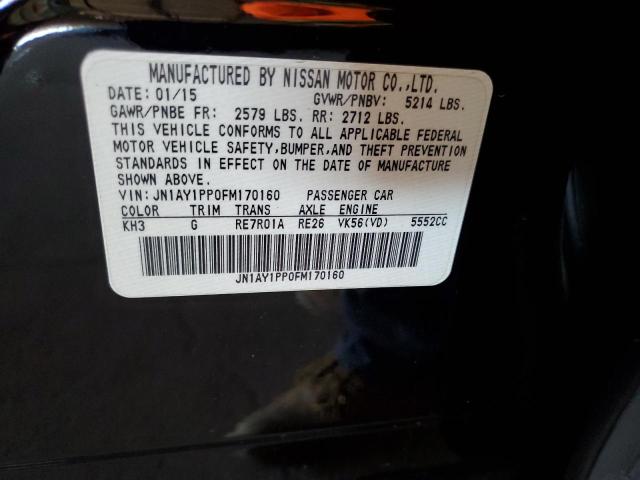 MANUFACTURED BY NISSAN MOTOR CO.,LTD.
DATE: 01/15 GVWR/PNBV: 5214 LBS.
GAWR/PNBE FR: 2579 LBS. RR: 2712 LBS.
THIS VEHICLE CONFORMS TO ALL APPLICABLE FEDERAL
MOTOR VEHICLE SAFETY, BUMPER, AND THEFT PREVENTION
STANDARDS IN EFFECT ON THE DATE OF MANUFACTURE
SHOWN ABOVE.
VIN: JN1AY1PP0FM170160 PASSENGER CAR
COLOR TRIM TRANS AXLE ENGINE
KH3 G RE7R01A RE26 VK56(VD) 5552CC
JN1AY1PP0FM170160